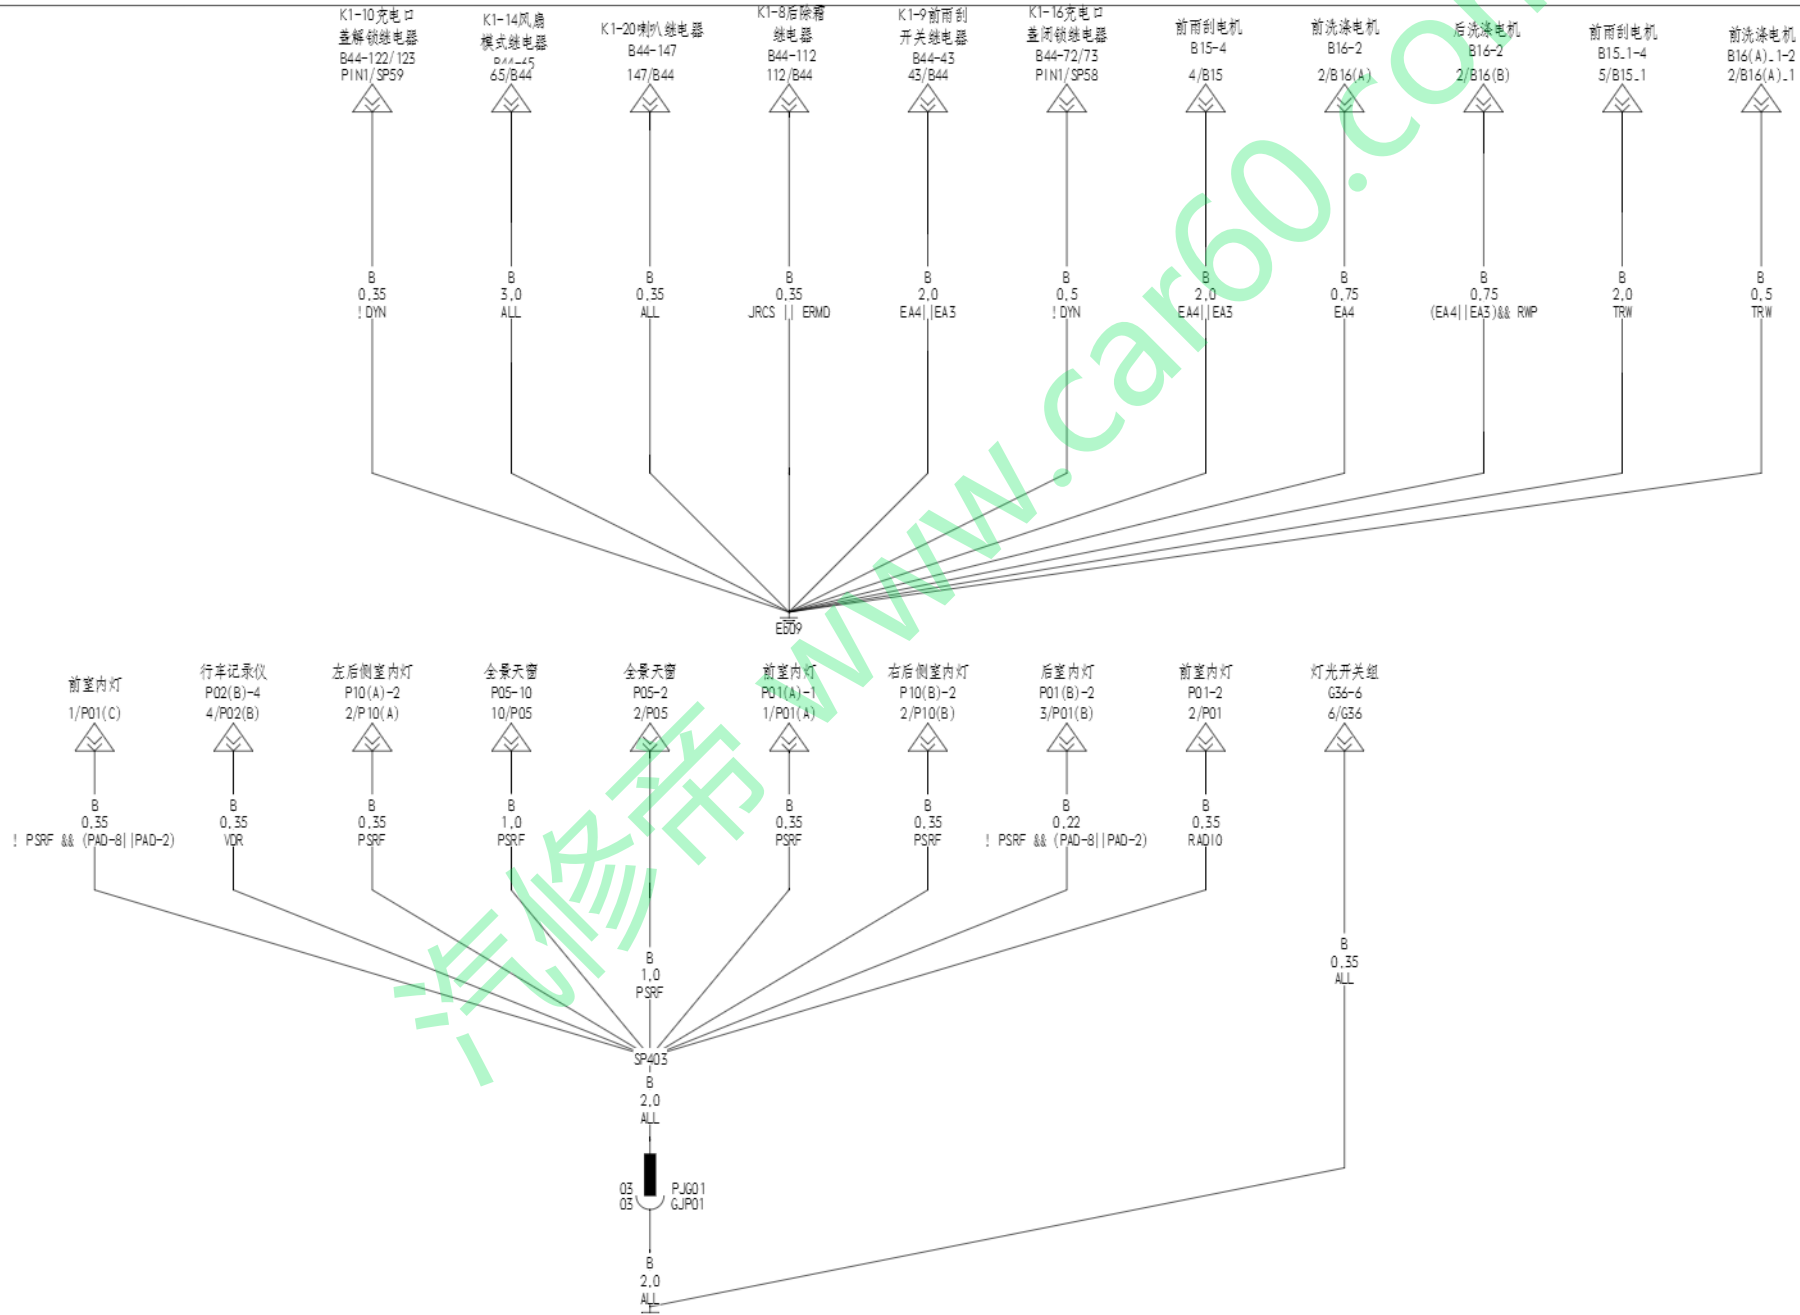 K1-10充电口
盖解锁继电器
B44-122/123
PIN1/SP59
K1-14风扇
模式继电器
B44-65
65/B44
K1-20喇叭继电器
B44-147
147/B44
K1-8后除霜
继电器
B44-112
112/B44
K1-9前雨刮
开关继电器
B44-43
43/B44
K1-16充电口
盖闭锁继电器
B44-72/73
PIN1/SP58
前雨刮电机
B15-4
4/B15
前洗涤电机
B16-2
2/B16(A)
后洗涤电机
B16-2
2/B16(B)
前雨刮电机
B15_1-4
5/B15_1
前洗涤电机
B16(A)_1-2
2/B16(A)_1
B
0.35
!DYN
B
3.0
ALL
B
0.35
ALL
B
0.35
JRCS || ERMD
B
2.0
EA4||EA3
B
0.5
!DYN
B
2.0
EA4||EA3
B
0.75
EA4
B
0.75
(EA4||EA3)&& RWP
B
2.0
TRW
B
0.5
TRW
Eb09
前室内灯
1/P01(C)
行车记录仪
P02(B)-4
4/P02(B)
左后侧室内灯
P10(A)-2
2/P10(A)
全景天窗
P05-10
10/P05
全景天窗
P05-2
2/P05
前室内灯
P01(A)-1
1/P01(A)
右后侧室内灯
P10(B)-2
2/P10(B)
后室内灯
P01(B)-2
3/P01(B)
前室内灯
P01-2
2/P01
灯光开关组
G36-6
6/G36
B
0.35
! PSRF && (PAD-8||PAD-2)
B
0.35
VDR
B
0.35
PSRF
B
1.0
PSRF
B
0.35
PSRF
B
0.35
PSRF
B
0.22
! PSRF && (PAD-8||PAD-2)
B
0.35
RADIO
B
1.0
PSRF
B
0.35
ALL
SP403
B
2.0
ALL
03 PJG01
03 GJP01
B
2.0
ALL
汽修帝 www.car60.com